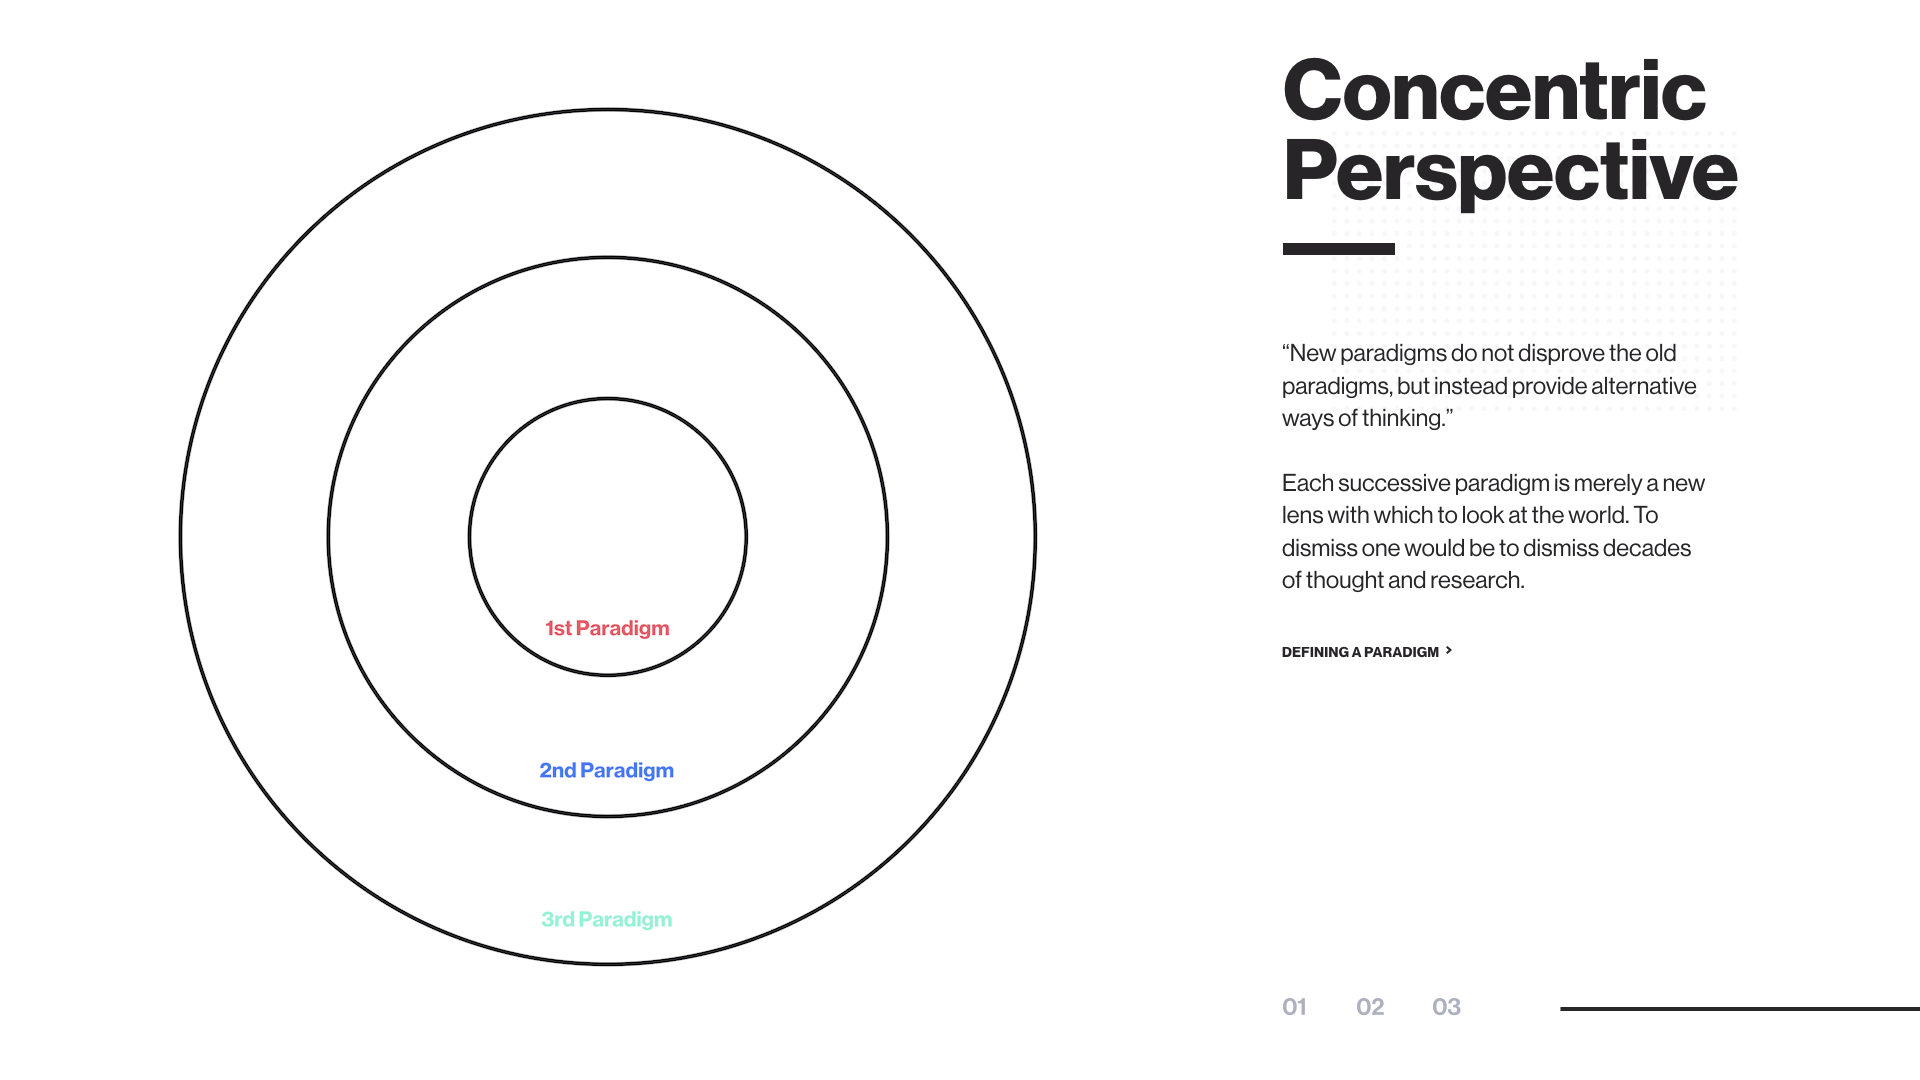 Concentric
Perspective
“New paradigms do not disprove the old
paradigms, but instead provide alternative
ways of thinking.”
Each successive paradigm is merely a new
lens with which to look at the world. To
dismiss one would be to dismiss decades
of thought and research.
DEFINING A PARADIGM >
1st Paradigm
2nd Paradigm
3rd Paradigm
01 02 03